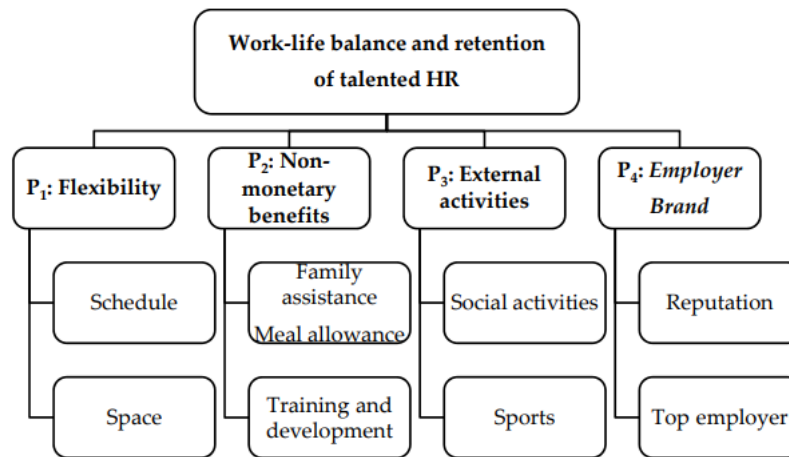 Work-life balance and retention
of talented HR
P₁: Flexibility
P₂: Non-
monetary
benefits
P₃: External
activities
P₄: Employer
Brand
Schedule
Family
assistance
Meal allowance
Social activities
Reputation
Space
Training and
development
Sports
Top employer